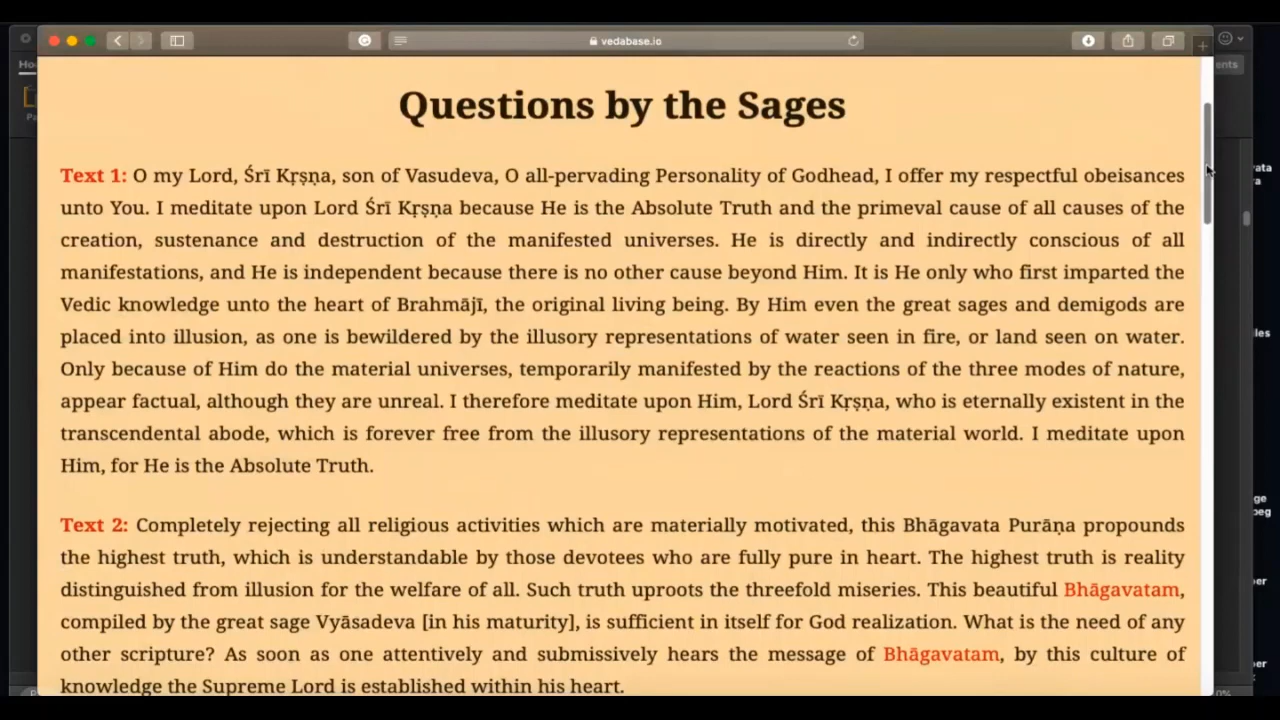 Ho
vedabase.io
ents
Pa
Questions by the Sages
Text 1: O my Lord, Śrī Kṛṣṇa, son of Vasudeva, O all-pervading Personality of Godhead, I offer my respectful obeisances
unto You. I meditate upon Lord Śrī Kṛṣṇa because He is the Absolute Truth and the primeval cause of all causes of the
creation, sustenance and destruction of the manifested universes. He is directly and indirectly conscious of all
manifestations, and He is independent because there is no other cause beyond Him. It is He only who first imparted the
Vedic knowledge unto the heart of Brahmājī, the original living being. By Him even the great sages and demigods are
placed into illusion, as one is bewildered by the illusory representations of water seen in fire, or land seen on water.
Only because of Him do the material universes, temporarily manifested by the reactions of the three modes of nature,
appear factual, although they are unreal. I therefore meditate upon Him, Lord Śrī Kṛṣṇa, who is eternally existent in the
transcendental abode, which is forever free from the illusory representations of the material world. I meditate upon
Him, for He is the Absolute Truth.
Text 2: Completely rejecting all religious activities which are materially motivated, this Bhāgavata Purāṇa propounds
the highest truth, which is understandable by those devotees who are fully pure in heart. The highest truth is reality
distinguished from illusion for the welfare of all. Such truth uproots the threefold miseries. This beautiful Bhāgavatam,
compiled by the great sage Vyāsadeva [in his maturity], is sufficient in itself for God realization. What is the need of any
other scripture? As soon as one attentively and submissively hears the message of Bhāgavatam, by this culture of
knowledge the Supreme Lord is established within his heart.